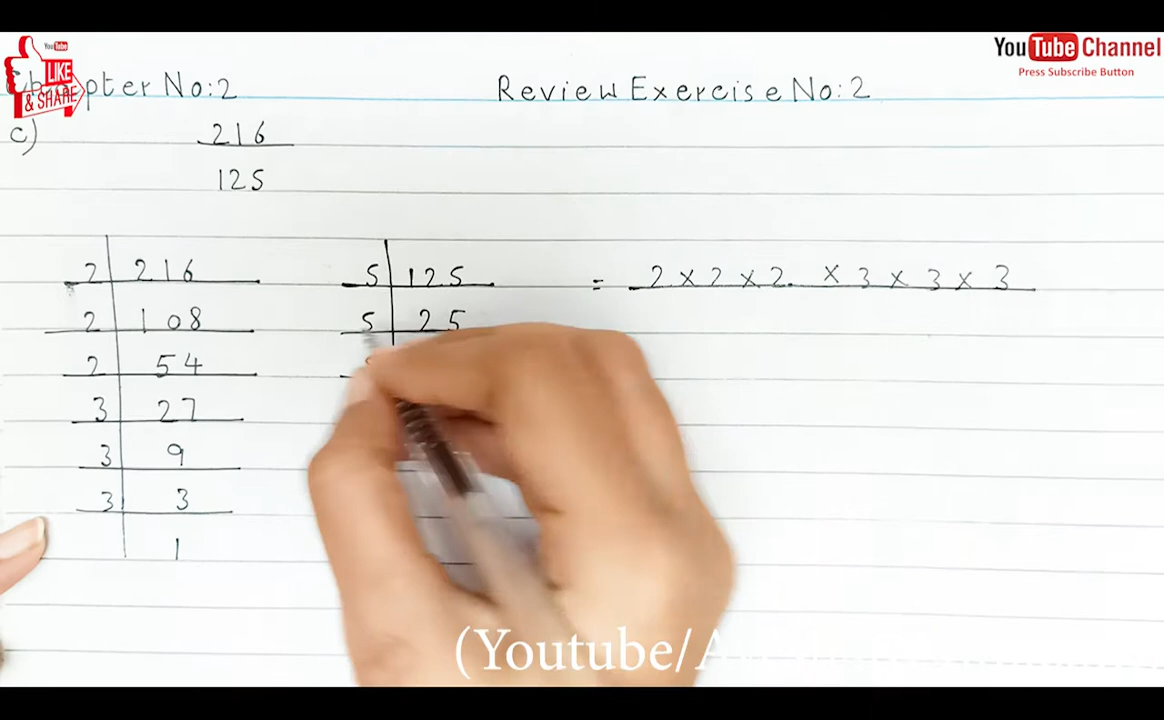 YouTube
LIKE
& SHARE
YouTube Channel
Press Subscribe Button
Chapter No:2 Review Exercise No:2
c) 216
125
2 216
2 108
2 54
3 27
3 9
3 3
1
5 125
5 25
= 2 × 2 × 2 × 3 × 3 × 3
(Youtube/